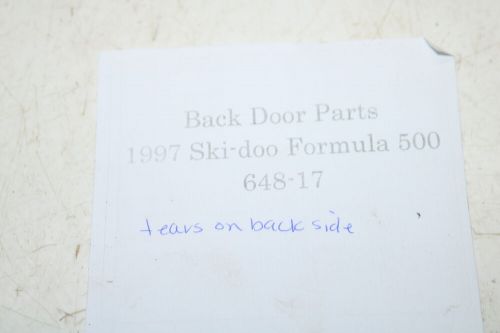 Back Door Parts
1997 Ski-doo Formula 500
648-17
tears on back side